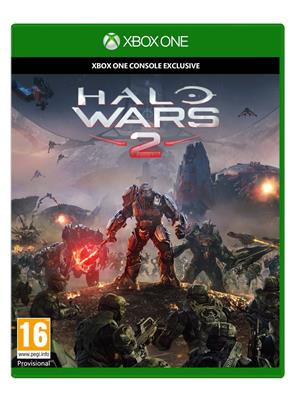 XBOX ONE
XBOX ONE CONSOLE EXCLUSIVE
HALO
WARS
2
16
www.pegi.info
Provisional